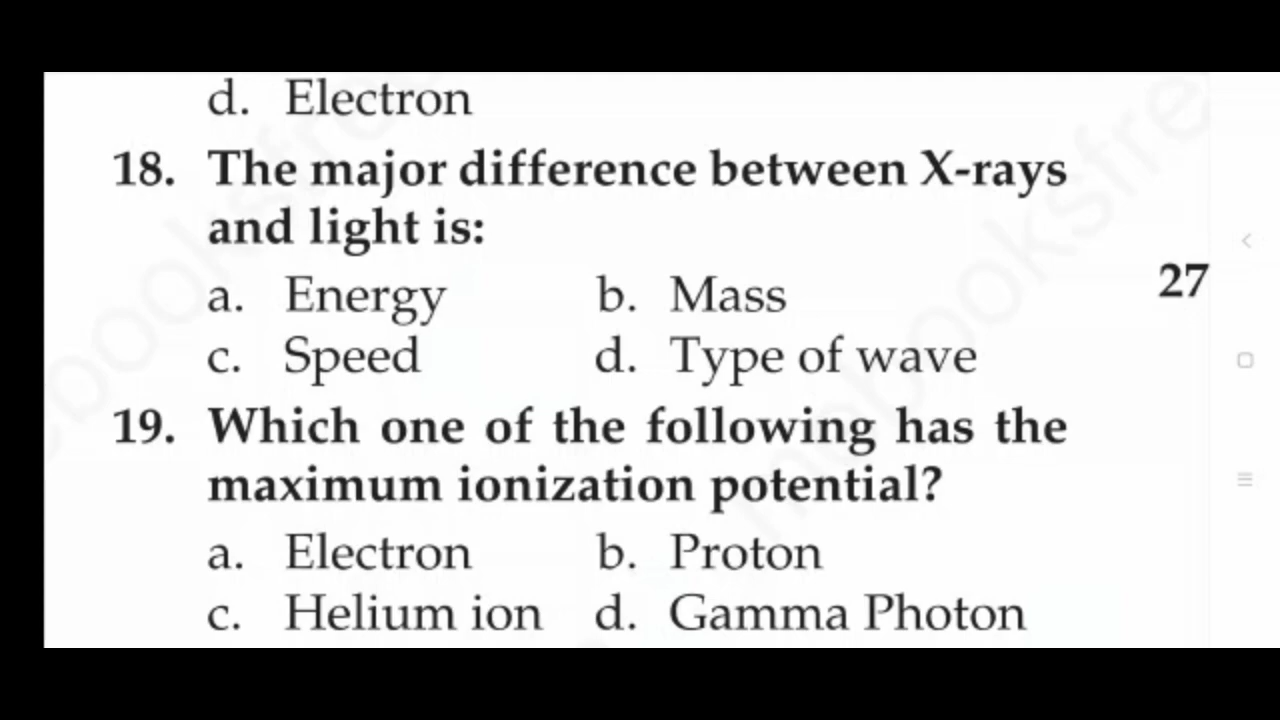 d. Electron
18. The major difference between X-rays
and light is:
a. Energy b. Mass
27
c. Speed d. Type of wave
19. Which one of the following has the
maximum ionization potential?
a. Electron b. Proton
c. Helium ion d. Gamma Photon